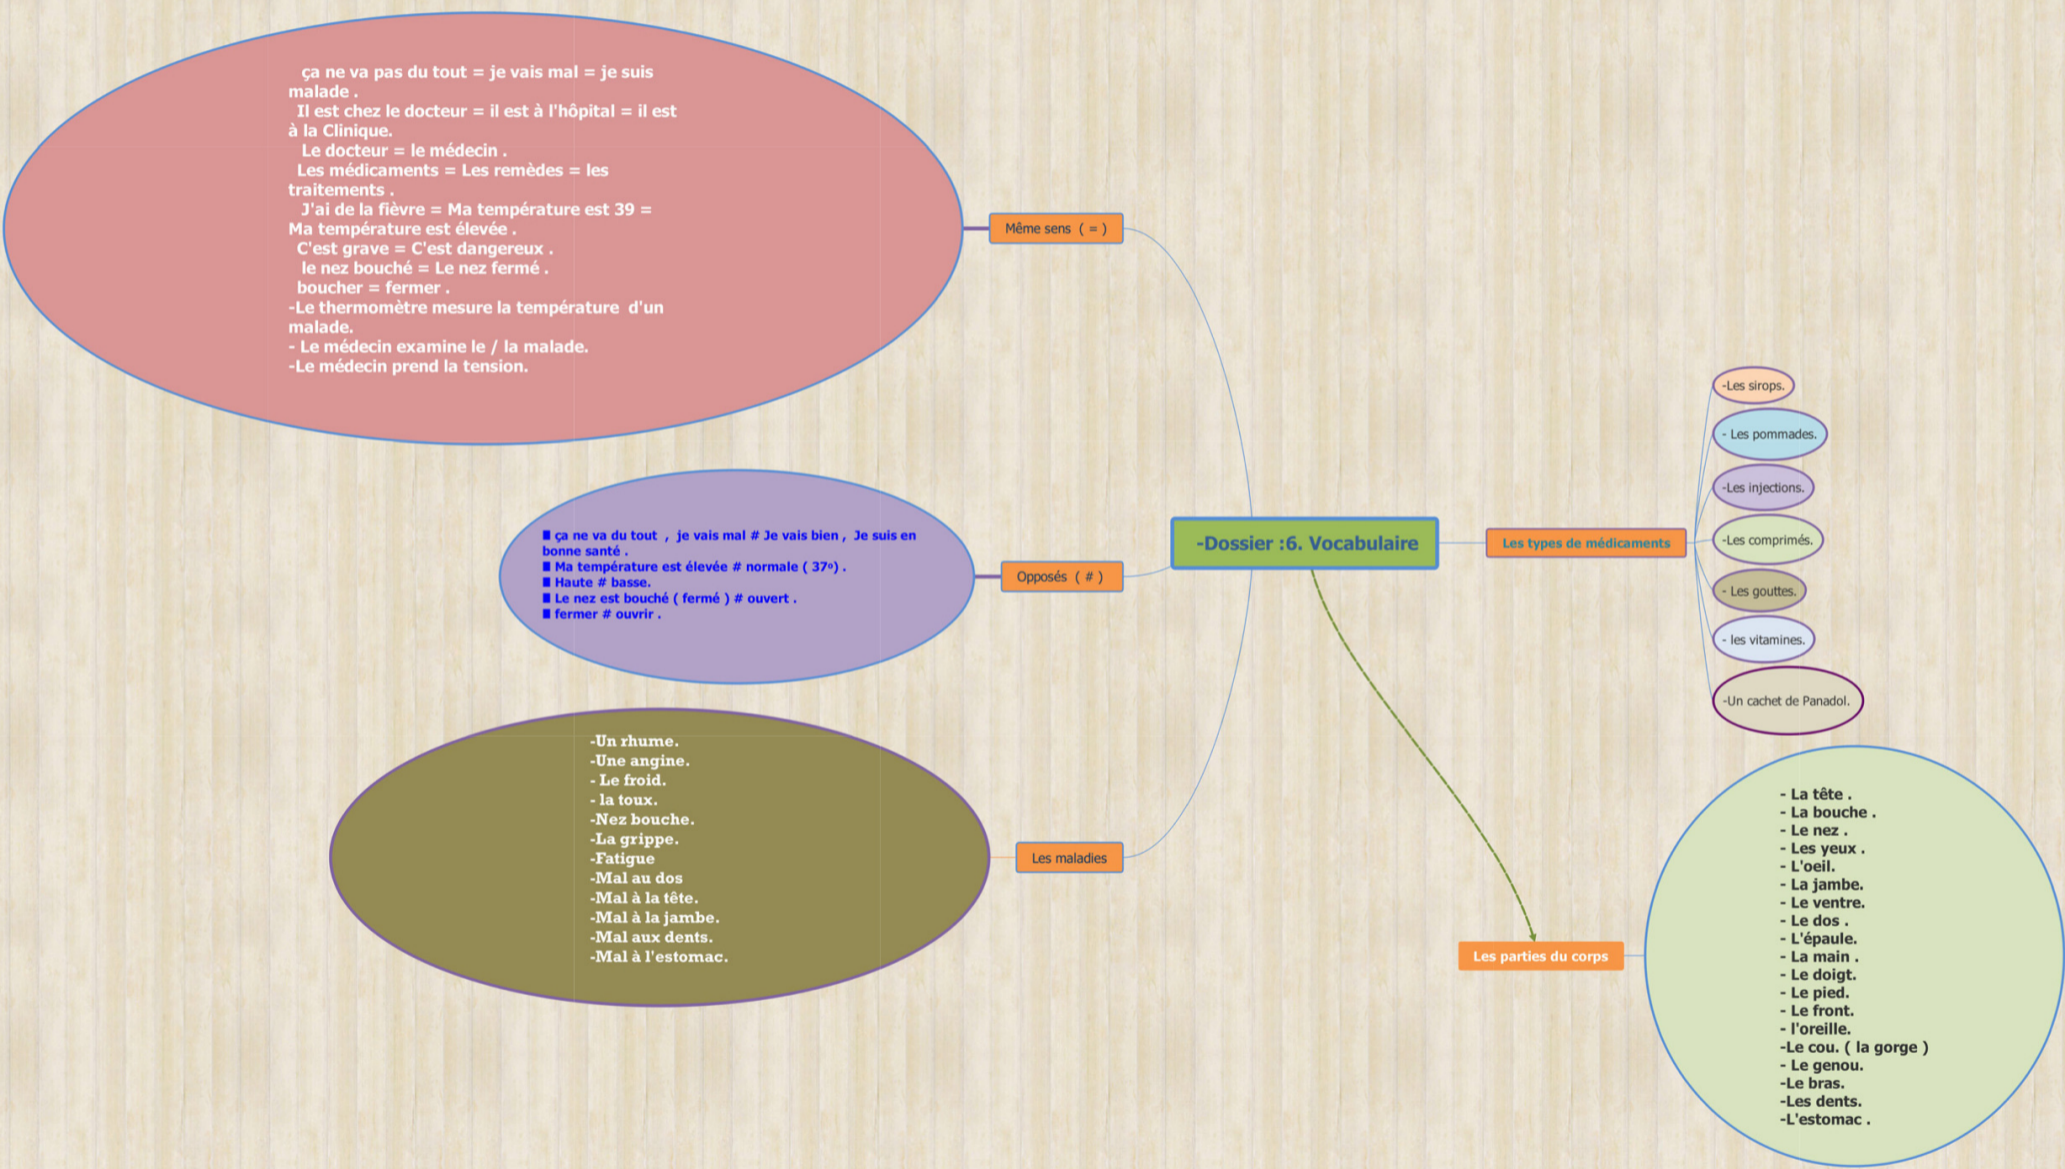 ça ne va pas du tout = je vais mal = je suis
malade .
Il est chez le docteur = il est à l'hôpital = il est
à la Clinique.
Le docteur = le médecin .
Les médicaments = Les remèdes = les
traitements .
J'ai de la fièvre = Ma température est 39 =
Ma température est élevée .
C'est grave = C'est dangereux .
le nez bouché = Le nez fermé .
boucher = fermer .
-Le thermomètre mesure la température d'un
malade.
- Le médecin examine le / la malade.
-Le médecin prend la tension.
Même sens ( = )
■ ça ne va du tout , je vais mal # Je vais bien , Je suis en
bonne santé .
■ Ma température est élevée # normale ( 37º) .
■ Haute # basse.
■ Le nez est bouché ( fermé ) # ouvert .
■ fermer # ouvrir .
Opposés ( # )
-Un rhume.
-Une angine.
- Le froid.
- la toux.
-Nez bouche.
-La grippe.
-Fatigue
-Mal au dos
-Mal à la tête.
-Mal à la jambe.
-Mal aux dents.
-Mal à l'estomac.
Les maladies
-Dossier :6. Vocabulaire
Les types de médicaments
-Les sirops.
- Les pommades.
-Les injections.
-Les comprimés.
- Les gouttes.
- les vitamines.
-Un cachet de Panadol.
Les parties du corps
- La tête .
- La bouche .
- Le nez .
- Les yeux .
- L'oeil.
- La jambe.
- Le ventre.
- Le dos .
- L'épaule.
- La main .
- Le doigt.
- Le pied.
- Le front.
- l'oreille.
-Le cou. ( la gorge )
- Le genou.
-Le bras.
-Les dents.
-L'estomac .